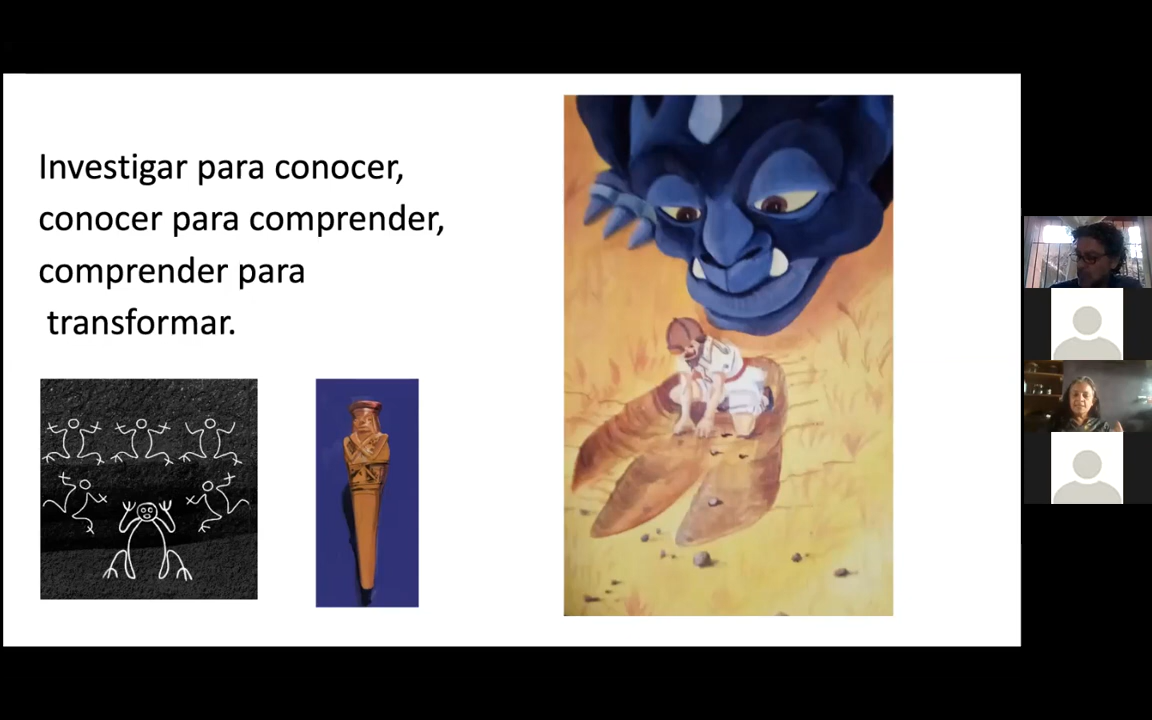 Investigar para conocer,
conocer para comprender,
comprender para
transformar.